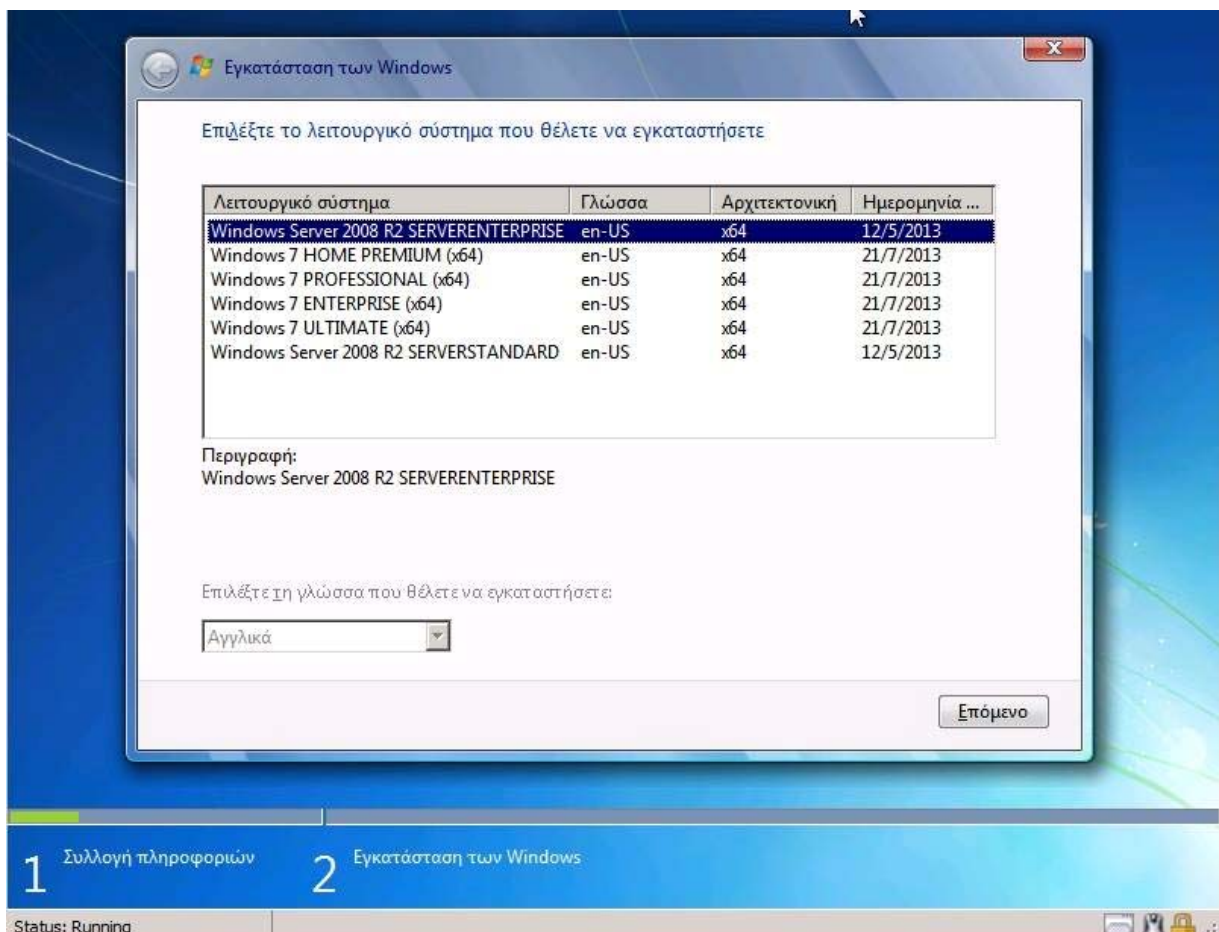 Εγκατάσταση των Windows
Επιλέξτε το λειτουργικό σύστημα που θέλετε να εγκαταστήσετε
Λειτουργικό σύστημα Γλώσσα Αρχιτεκτονική Ημερομηνία ...
Windows Server 2008 R2 SERVERENTERPRISE en-US x64 12/5/2013
Windows 7 HOME PREMIUM (x64) en-US x64 21/7/2013
Windows 7 PROFESSIONAL (x64) en-US x64 21/7/2013
Windows 7 ENTERPRISE (x64) en-US x64 21/7/2013
Windows 7 ULTIMATE (x64) en-US x64 21/7/2013
Windows Server 2008 R2 SERVERSTANDARD en-US x64 12/5/2013
Περιγραφή:
Windows Server 2008 R2 SERVERENTERPRISE
Επιλέξτε τη γλώσσα που θέλετε να εγκαταστήσετε:
Αγγλικά
Επόμενο
1 Συλλογή πληροφοριών 2 Εγκατάσταση των Windows
Status: Running